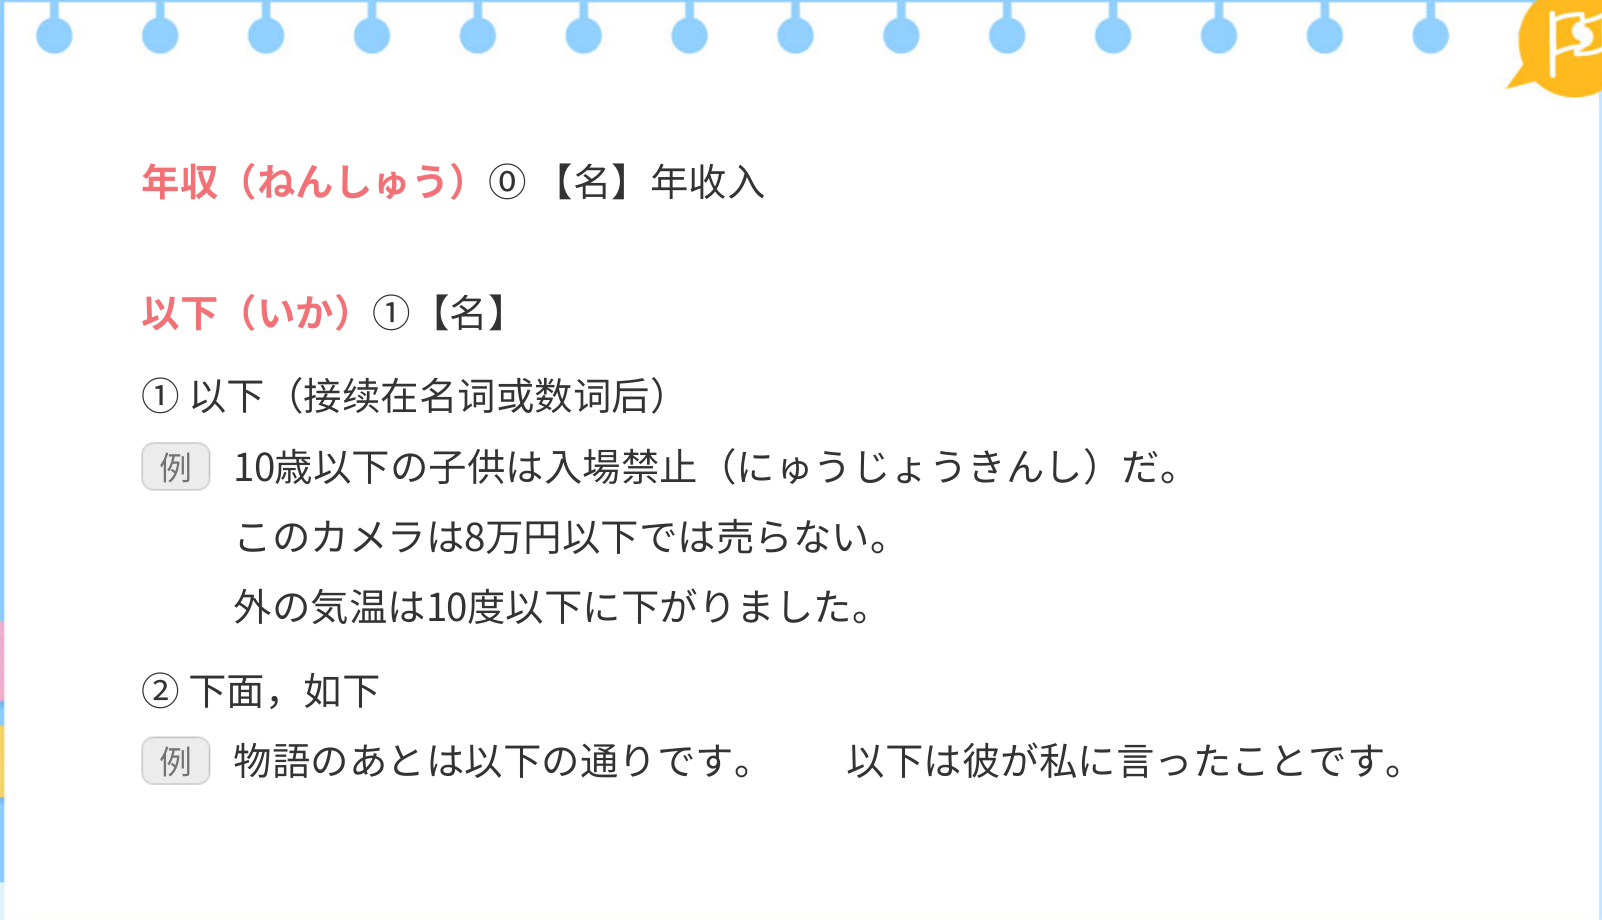 年収（ねんしゅう）⓪【名】年收入
以下（いか）①【名】
① 以下（接续在名词或数词后）
例 10歳以下の子供は入場禁止（にゅうじょうきんし）だ。
このカメラは8万円以下では売らない。
外の気温は10度以下に下がりました。
② 下面，如下
例 物語のあとは以下の通りです。 以下は彼が私に言ったことです。